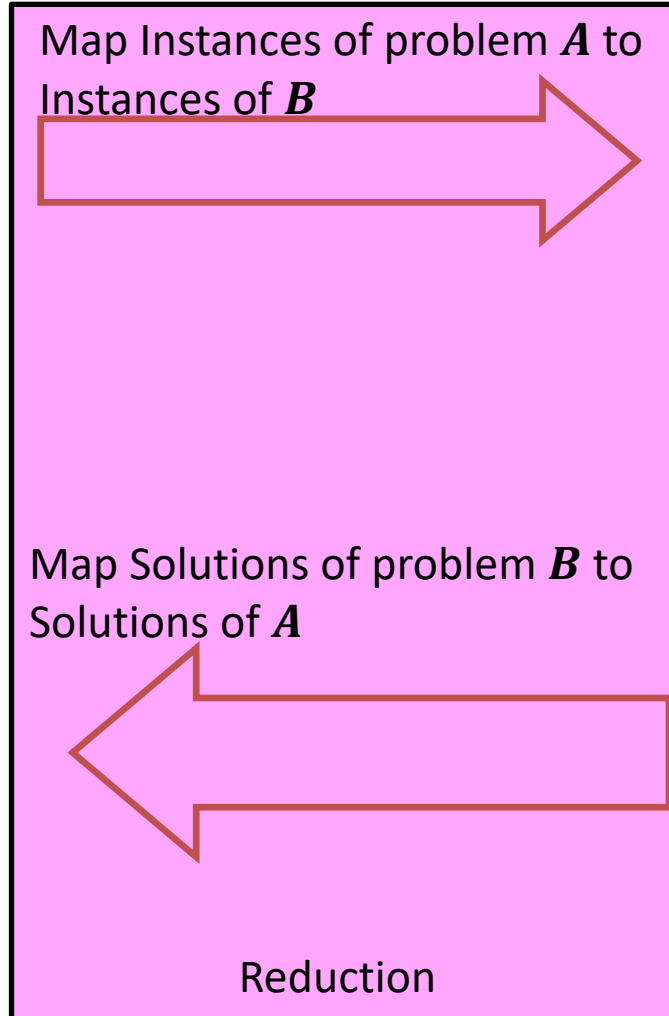 Map Instances of problem A to
Instances of B
Map Solutions of problem B to
Solutions of A
Reduction